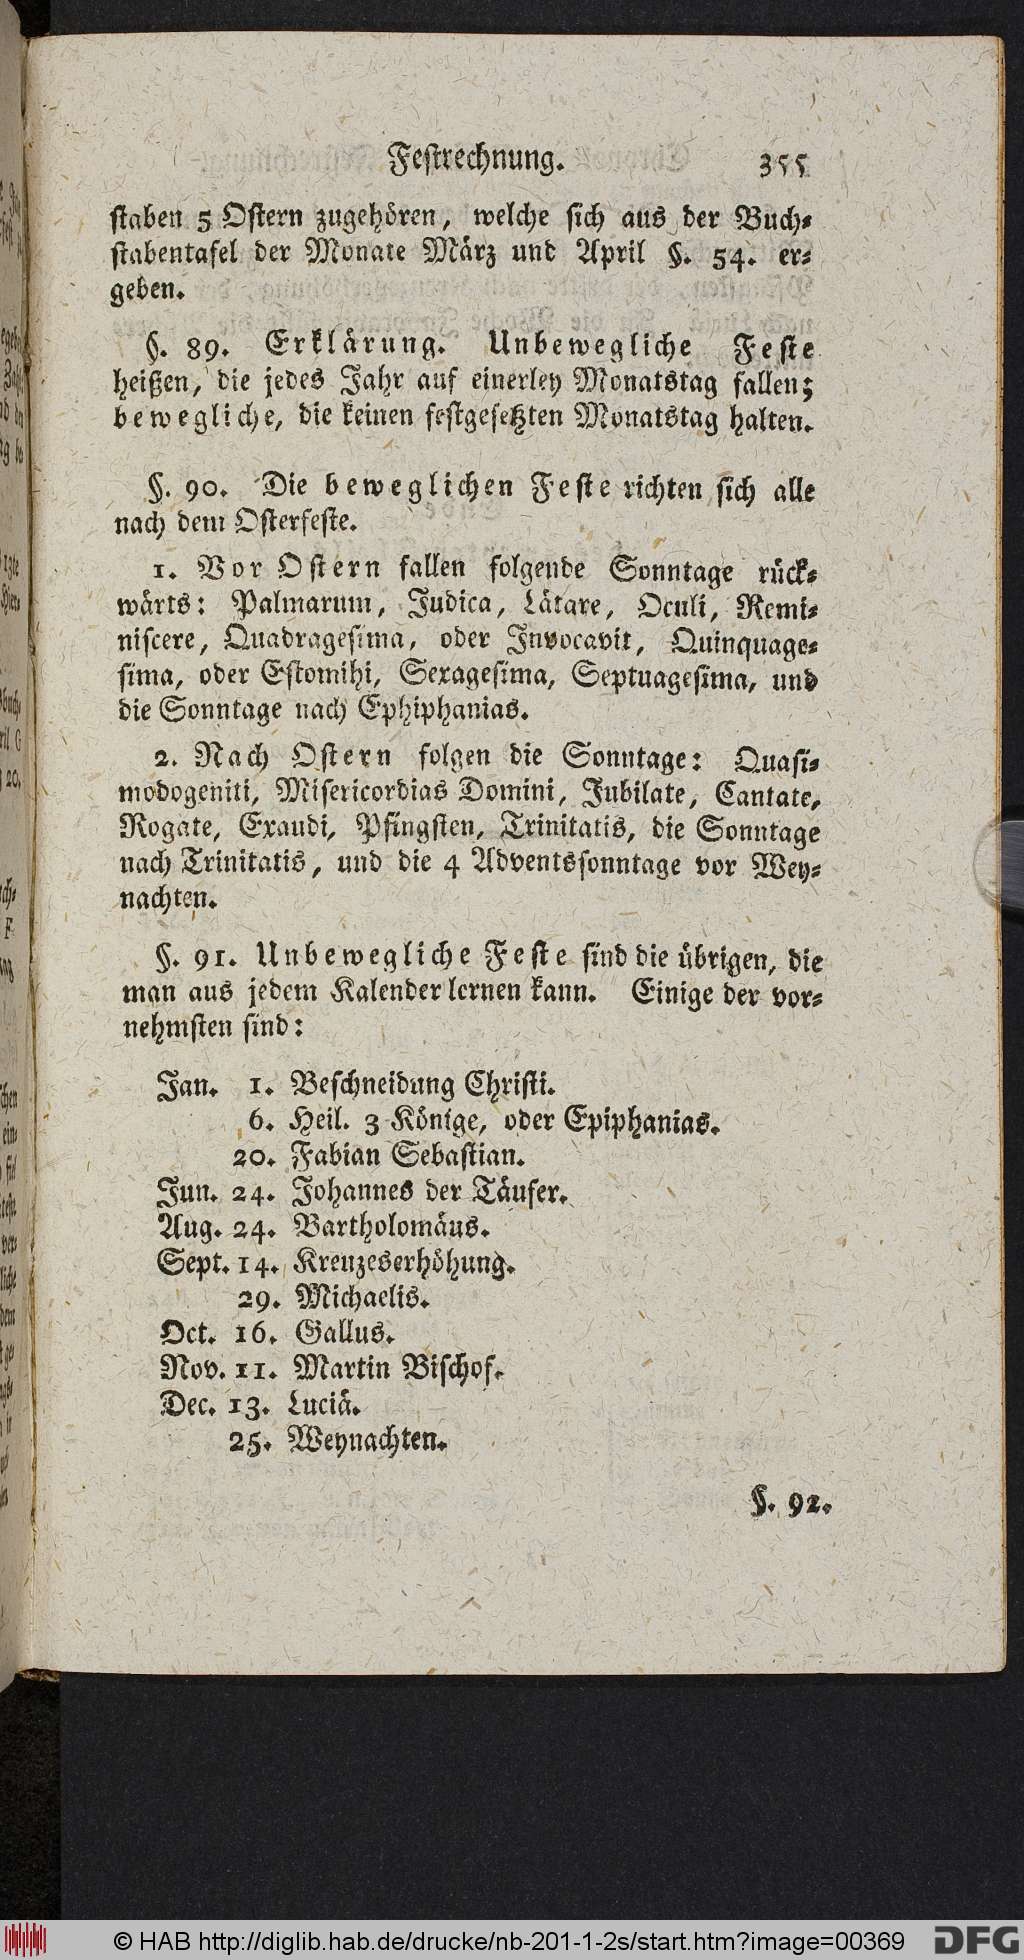 Festrechnung. 355
staben 5 Ostern zugehören, welche sich aus der Buch-
stabentafel der Monate März und April §. 54. er-
geben.
§. 89. Erklärung. Unbewegliche Feste
heißen, die jedes Jahr auf einerley Monatstag fallen;
bewegliche, die keinen festgesetzten Monatstag halten.
§. 90. Die beweglichen Feste richten sich alle
nach dem Osterfeste.
1. Vor Ostern fallen folgende Sonntage rück-
wärts: Palmarum, Judica, Lätare, Oculi, Remi-
niscere, Quadragesima, oder Invocavit, Quinquage-
sima, oder Estomihi, Sexagesima, Septuagesima, und
die Sonntage nach Ephiphanias.
2. Nach Ostern folgen die Sonntage: Quasi-
modogeniti, Misericordias Domini, Jubilate, Cantate,
Rogate, Exaudi, Pfingsten, Trinitatis, die Sonntage
nach Trinitatis, und die 4 Adventssonntage vor Wey-
nachten.
§. 91. Unbewegliche Feste sind die übrigen, die
man aus jedem Kalender lernen kann. Einige der vor-
nehmsten sind:
Jan. 1. Beschneidung Christi.
6. Heil. 3 Könige, oder Epiphanias.
20. Fabian Sebastian.
Jun. 24. Johannes der Täufer.
Aug. 24. Bartholomäus.
Sept. 14. Kreuzeserhöhung.
29. Michaelis.
Oct. 16. Gallus.
Nov. 11. Martin Bischof.
Dec. 13. Luciä.
25. Weynachten.
§. 92.
© HAB http://diglib.hab.de/drucke/nb-201-1-2s/start.htm?image=00369
DFG